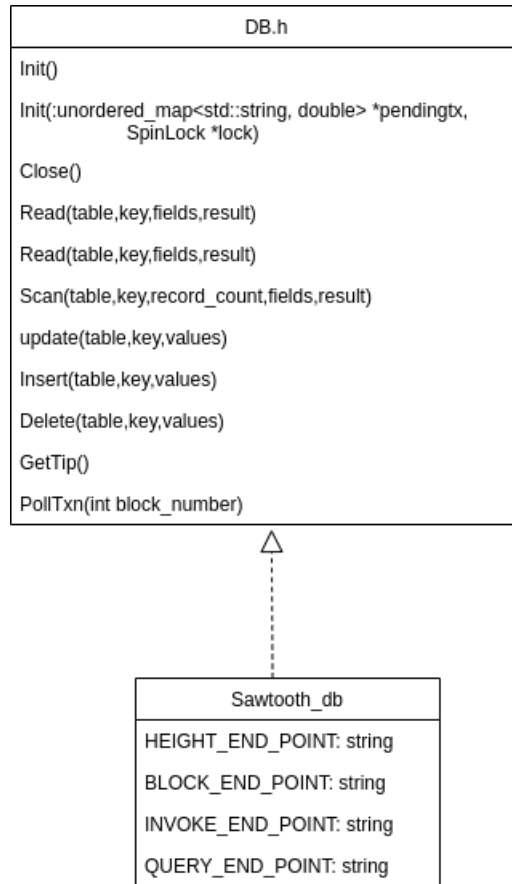 DB.h
Init()
Init(:unordered_map<std::string, double> *pendingtx,
SpinLock *lock)
Close()
Read(table,key,fields,result)
Read(table,key,fields,result)
Scan(table,key,record_count,fields,result)
update(table,key,values)
Insert(table,key,values)
Delete(table,key,values)
GetTip()
PollTxn(int block_number)
Sawtooth_db
HEIGHT_END_POINT: string
BLOCK_END_POINT: string
INVOKE_END_POINT: string
QUERY_END_POINT: string